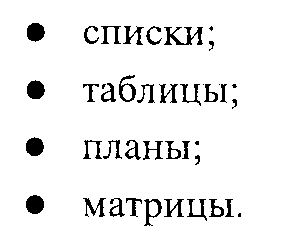 ● списки;
● таблицы;
● планы;
● матрицы.